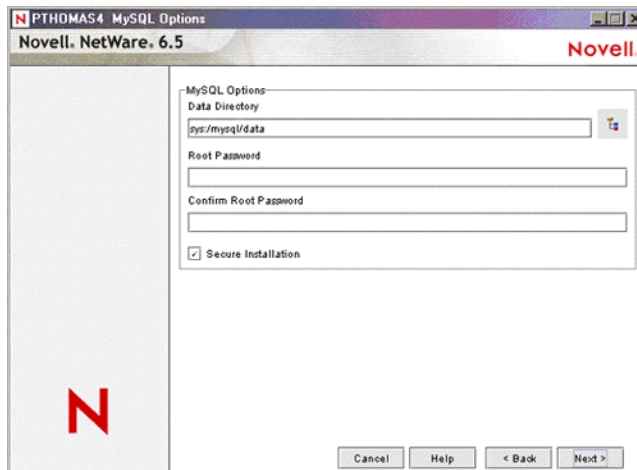 N PTHOMAS4 MySQL Options
Novell. NetWare. 6.5
Novell.
MySQL Options
Data Directory
sys:/mysql/data
Root Password
Confirm Root Password
Secure Installation
N
Cancel Help < Back Next >